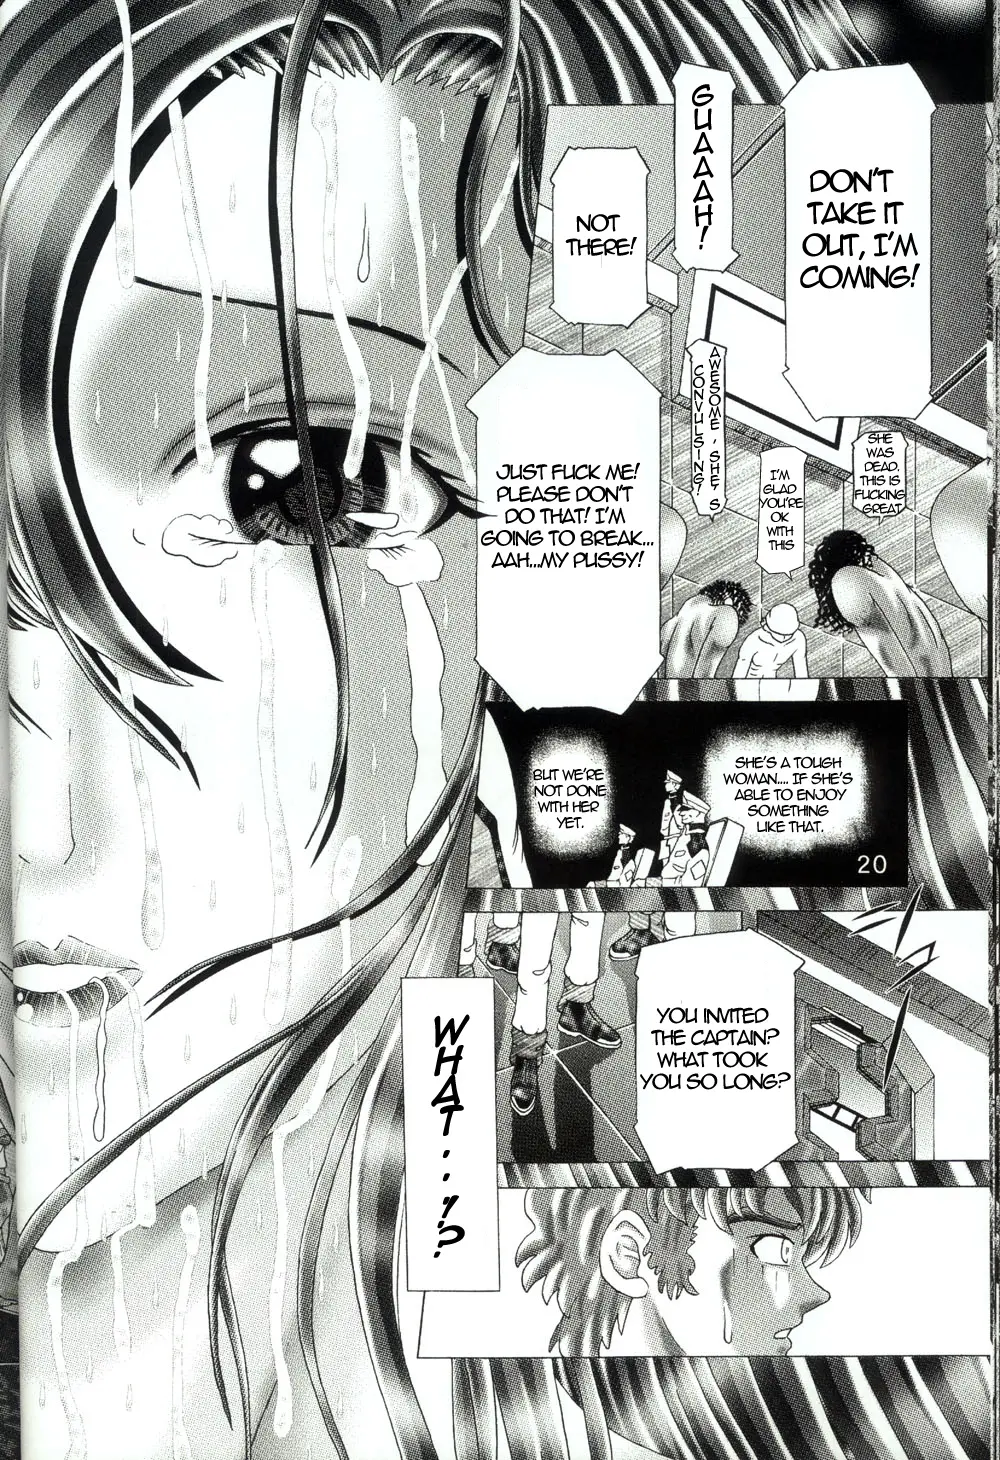 DON'T
TAKE IT
OUT, I'M
COMING!
GUAAAH!
NOT
THERE!
AWESOME, SHE'S
CONVULSING!
SHE
WAS
DEAD.
THIS IS
FUCKING
GREAT
I'M
GLAD
YOU'RE
OK
WITH
THIS
JUST FUCK ME!
PLEASE DON'T
DO THAT! I'M
GOING TO BREAK...
AAH...MY PUSSY!
SHE'S A TOUGH
WOMAN.... IF SHE'S
ABLE TO ENJOY
SOMETHING
LIKE THAT.
BUT WE'RE
NOT DONE
WITH HER
YET.
20
YOU INVITED
THE CAPTAIN?
WHAT TOOK
YOU SO LONG?
WHAT...!?